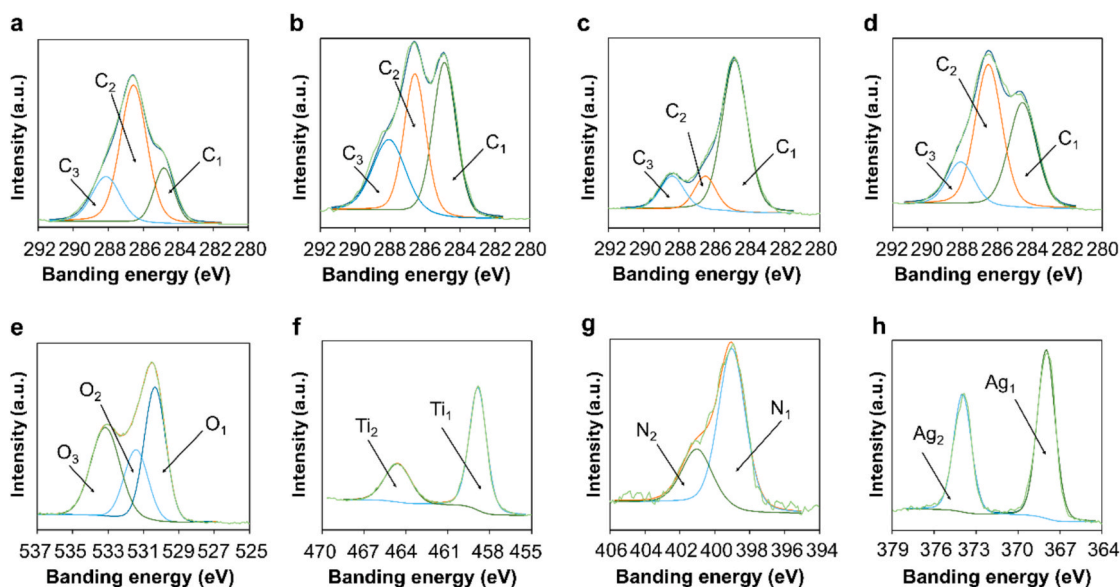 a
b
c
d
Intensity (a.u.)
C2
C3
C1
292 290 288 286 284 282 280
Banding energy (eV)
Intensity (a.u.)
C2
C3
C1
292 290 288 286 284 282 280
Banding energy (eV)
Intensity (a.u.)
C2
C3
C1
292 290 288 286 284 282 280
Banding energy (eV)
Intensity (a.u.)
C2
C3
C1
292 290 288 286 284 282 280
Banding energy (eV)
e
f
g
h
Intensity (a.u.)
O2
O3
O1
537 535 533 531 529 527 525
Banding energy (eV)
Intensity (a.u.)
Ti2
Ti1
470 467 464 461 458 455
Banding energy (eV)
Intensity (a.u.)
N2
N1
406 404 402 400 398 396 394
Banding energy (eV)
Intensity (a.u.)
Ag1
Ag2
379 376 373 370 367 364
Banding energy (eV)